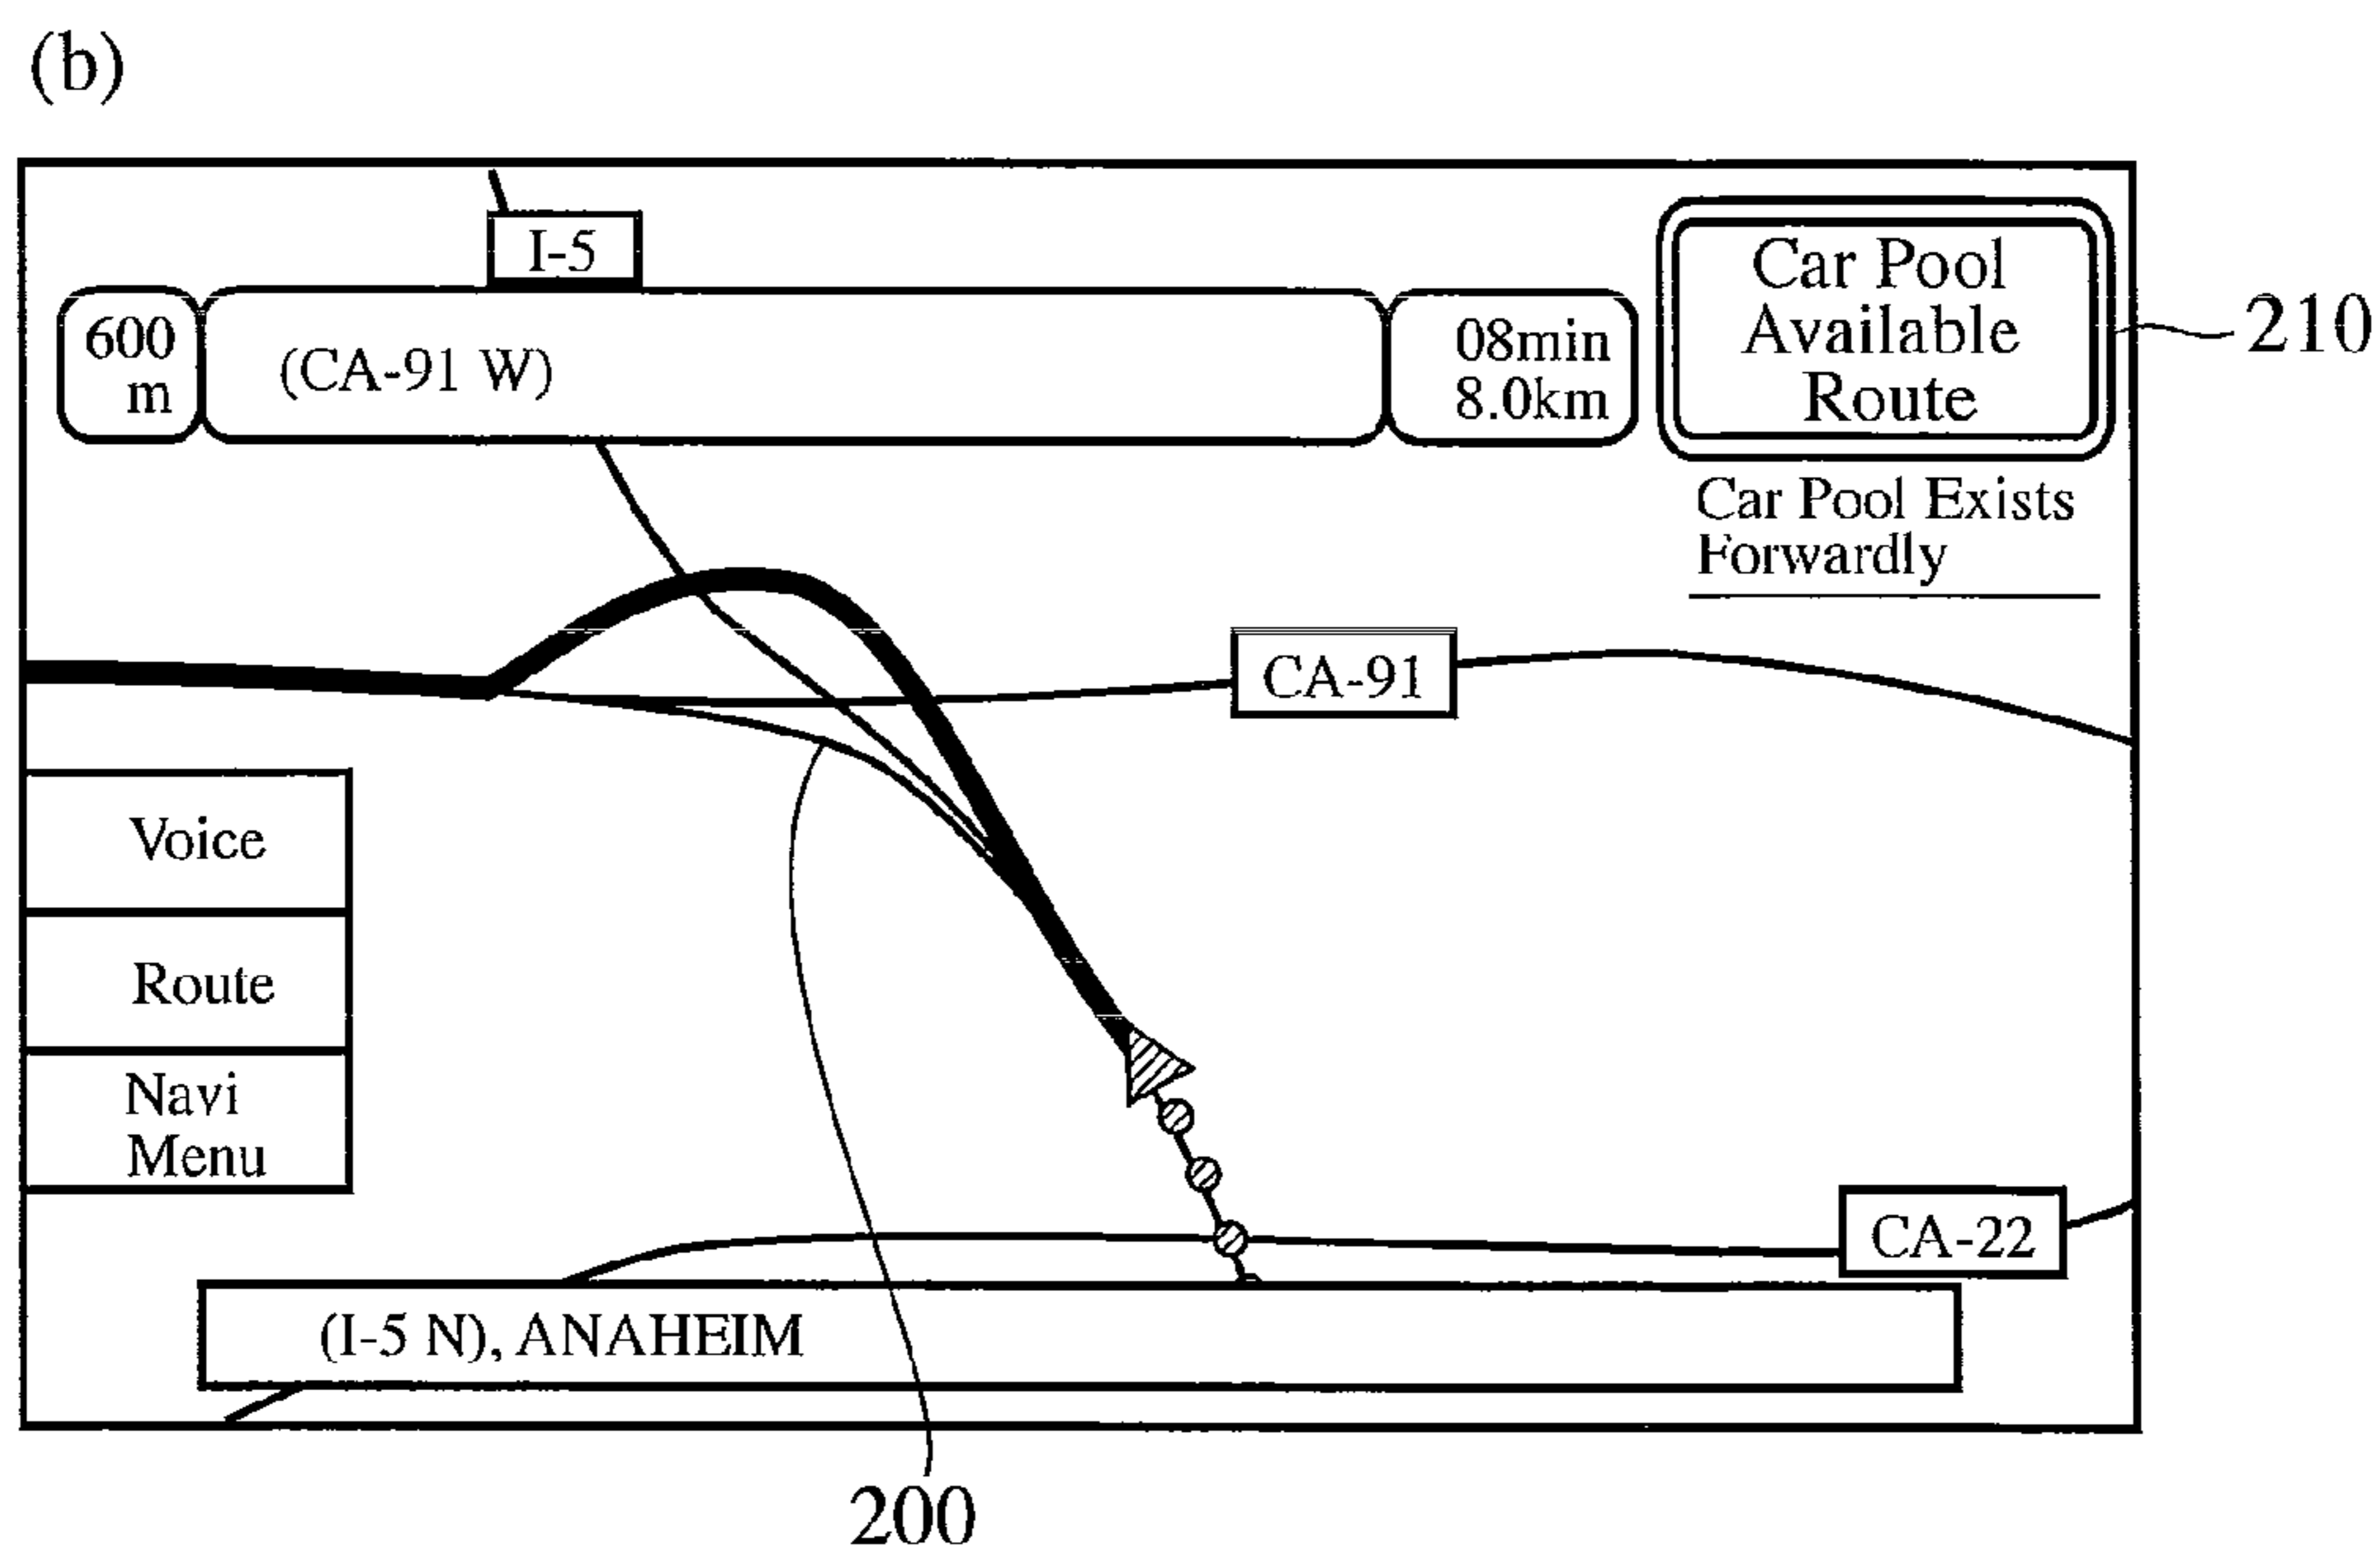 (b)
I-5
600
m
(CA-91 W)
08min
8.0km
Car Pool
Available
Route
210
Car Pool Exists
Forwardly
CA-91
Voice
Route
Navi
Menu
CA-22
(I-5 N), ANAHEIM
200